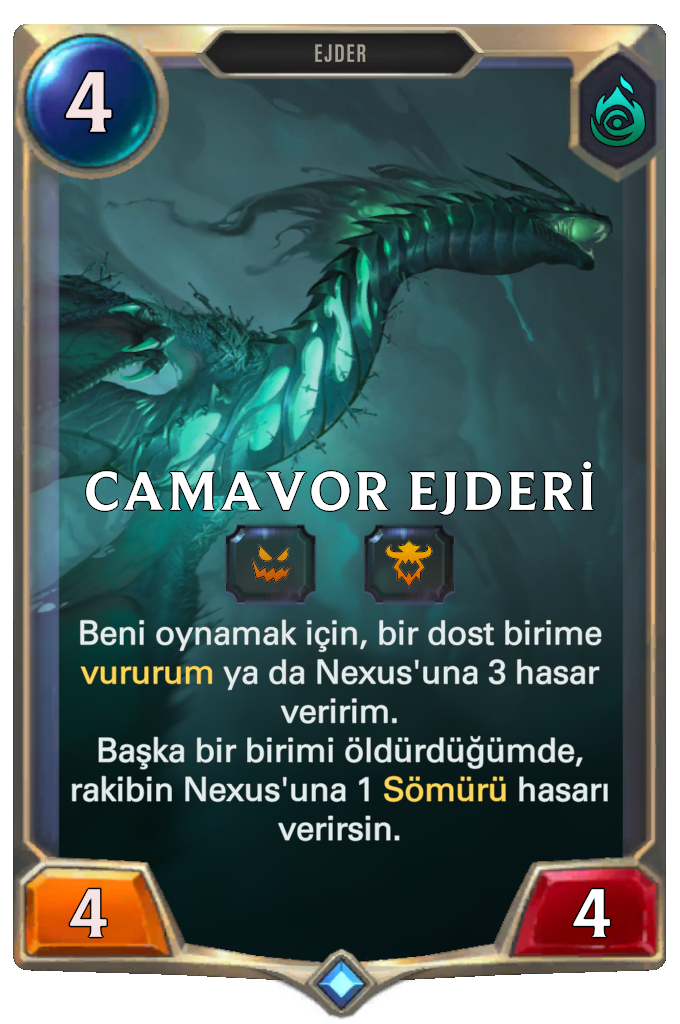 4
EJDER
CAMAVOR EJDERİ
Beni oynamak için, bir dost birime
vururum ya da Nexus'una 3 hasar
veririm.
Başka bir birimi öldürdüğümde,
rakibin Nexus'una 1 Sömürü hasarı
verirsin.
4
4